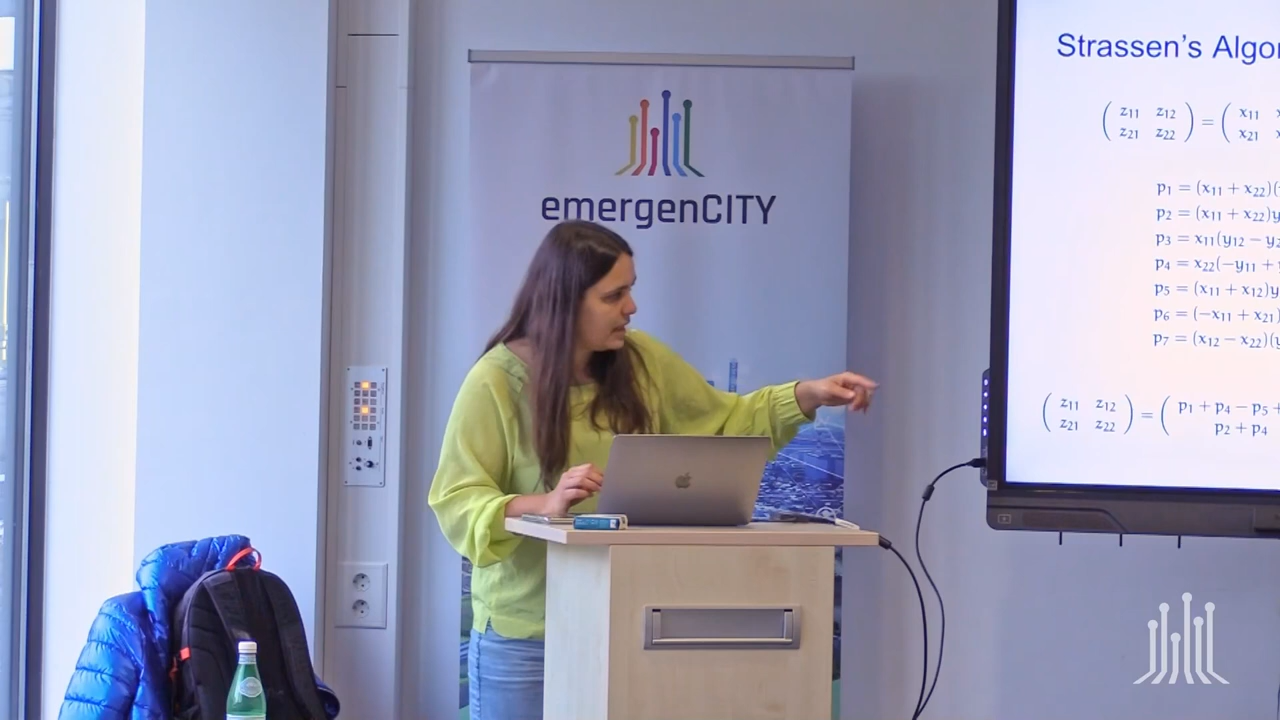 emergenCITY
Strassen's Algo
( z11 z12 ) = ( x11
( z21 z22 ) = ( x21
p1 = (x11 + x22)(
p2 = (x11 + x22)y
p3 = x11(y12 − y2
p4 = x22(−y11 +
p5 = (x11 + x12)y
p6 = (−x11 + x21)
p7 = (x12 − x22)(y
( z11 z12 ) = ( p1 + p4 − p5 +
( z21 z22 ) = ( p2 + p4